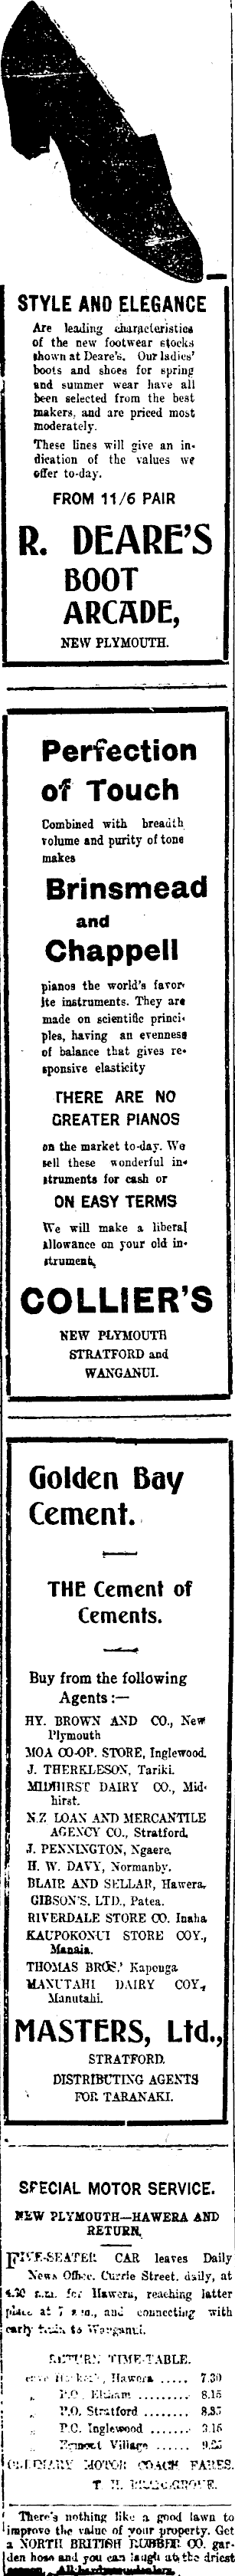 STYLE AND ELEGANCE
Are leading characteristics
of the new footwear stocks
shown at Deare's. Our ladies'
boots and shoes for spring
and summer wear have all
been selected from the best
makers, and are priced most
moderately.
These lines will give an in-
dication of the values we
offer to-day.
FROM 11/6 PAIR
R. DEARE'S
BOOT
ARCADE,
NEW PLYMOUTH.
Perfection
of Touch
Combined with breadth
volume and purity of tone
makes
Brinsmead
and
Chappell
pianos the world's favor-
ite instruments. They are
made on scientific princi-
ples, having an evenness
of balance that gives re-
sponsive elasticity
THERE ARE NO
GREATER PIANOS
on the market to-day. We
sell these wonderful in-
struments for cash or
ON EASY TERMS
We will make a liberal
allowance on your old in-
strument.
COLLIER'S
NEW PLYMOUTH
STRATFORD and
WANGANUI.
Golden Bay
Cement.
THE Cement of
Cements.
Buy from the following
Agents :—
HY. BROWN AND CO., New
Plymouth
MOA CO-OP. STORE, Inglewood.
J. THERKLESON, Tariki.
MIDHIRST DAIRY CO., Mid-
hirst.
N.Z. LOAN AND MERCANTILE
AGENCY CO., Stratford.
J. PENNINGTON, Ngaere.
H. W. DAVY, Normanby.
BLAIR AND SELLAR, Hawera.
GIBSON'S, LTD., Patea.
RIVERDALE STORE CO. Inaha
KAUPOKONUI STORE COY.,
Manaia.
THOMAS BROS.' Kaponga
MANUTAHI DAIRY COY.,
Manutahi.
MASTERS, Ltd.,
STRATFORD.
DISTRIBUTING AGENTS
FOR TARANAKI.
SPECIAL MOTOR SERVICE.
NEW PLYMOUTH—HAWERA AND
RETURN.
FIVE-SEATER CAR leaves Daily
News Office, Currie Street, daily, at
4.30 a.m. for Hawera, reaching latter
place at 7 a.m., and connecting with
early train to Wanganui.
RETURN TIME-TABLE.
Hawera ..... 7.30
„ P.O. Eltham ......... 8.15
„ P.O. Stratford ........ 8.35
„ P.O. Inglewood ....... 9.15
„ Egmont Village ...... 9.25
ORDINARY MOTOR COACH FARES.
There's nothing like a good lawn to
improve the value of your property. Get
a NORTH BRITISH RUBBER CO. gar-
den hose and you can laugh at the driest